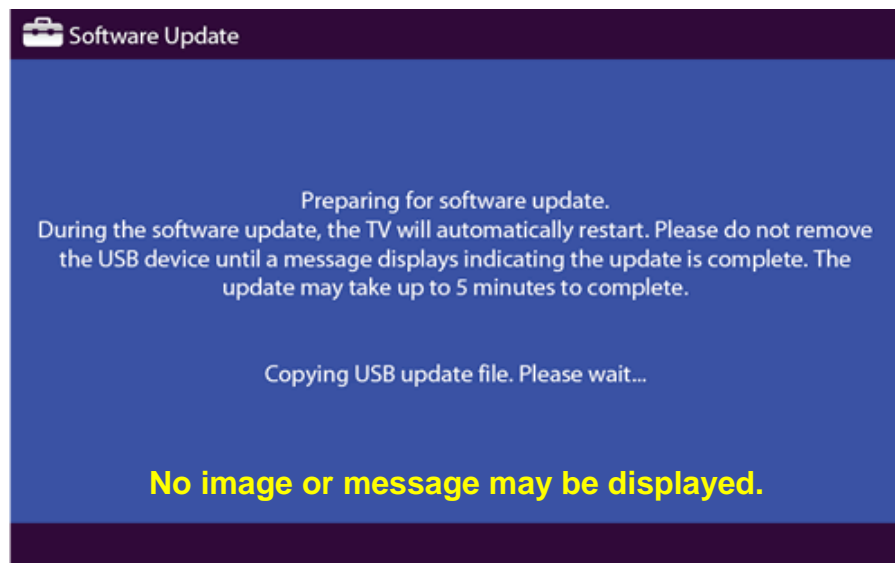 Software Update
Preparing for software update.
During the software update, the TV will automatically restart. Please do not remove
the USB device until a message displays indicating the update is complete. The
update may take up to 5 minutes to complete.
Copying USB update file. Please wait...
No image or message may be displayed.